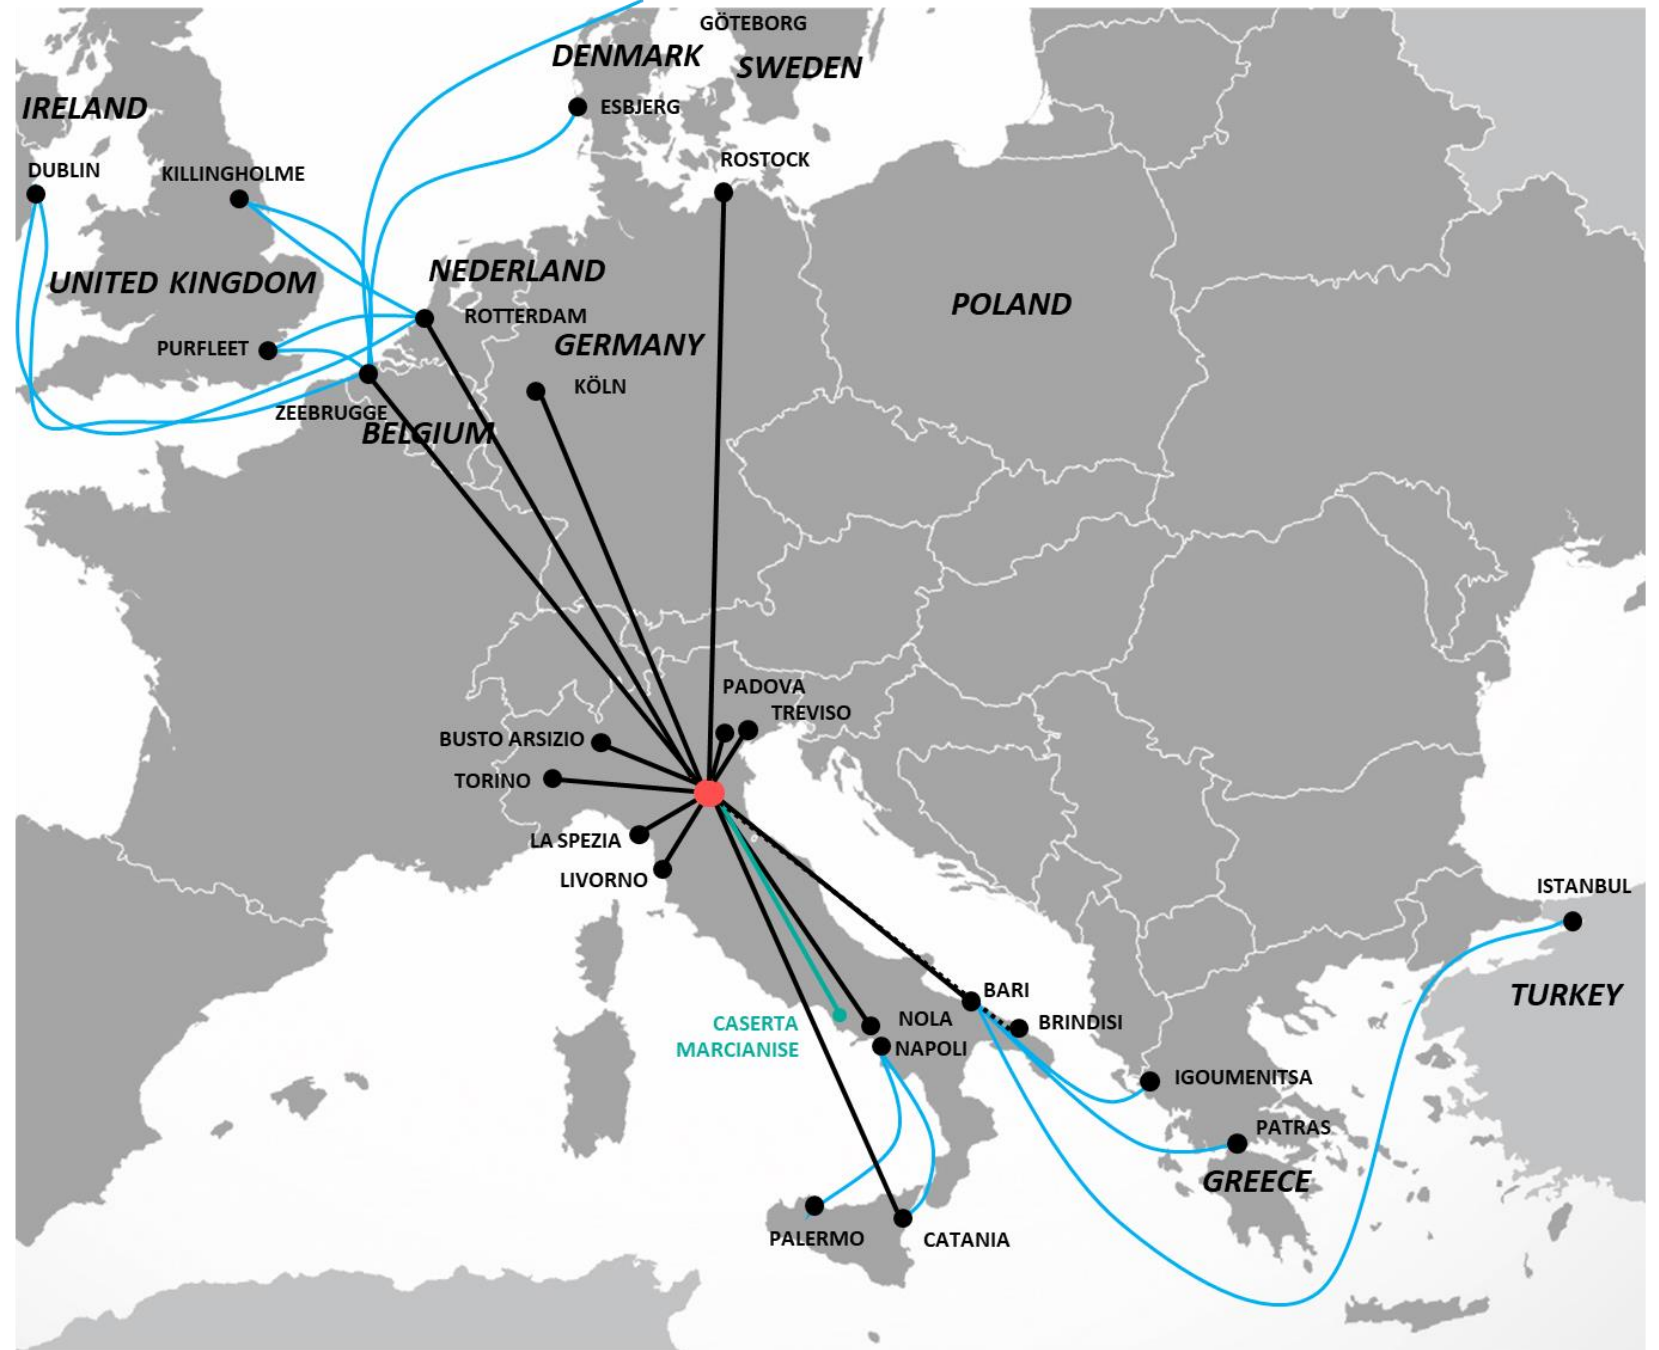 GÖTEBORG
DENMARK
SWEDEN
IRELAND
ESBJERG
DUBLIN
KILLINGHOLME
ROSTOCK
UNITED KINGDOM
NEDERLAND
POLAND
ROTTERDAM
PURFLEET
GERMANY
KÖLN
ZEEBRUGGE
BELGIUM
PADOVA
TREVISO
BUSTO ARSIZIO
TORINO
LA SPEZIA
LIVORNO
ISTANBUL
BARI
TURKEY
CASERTA
MARCIANISE
NOLA
BRINDISI
NAPOLI
IGOUMENITSA
PATRAS
GREECE
PALERMO
CATANIA